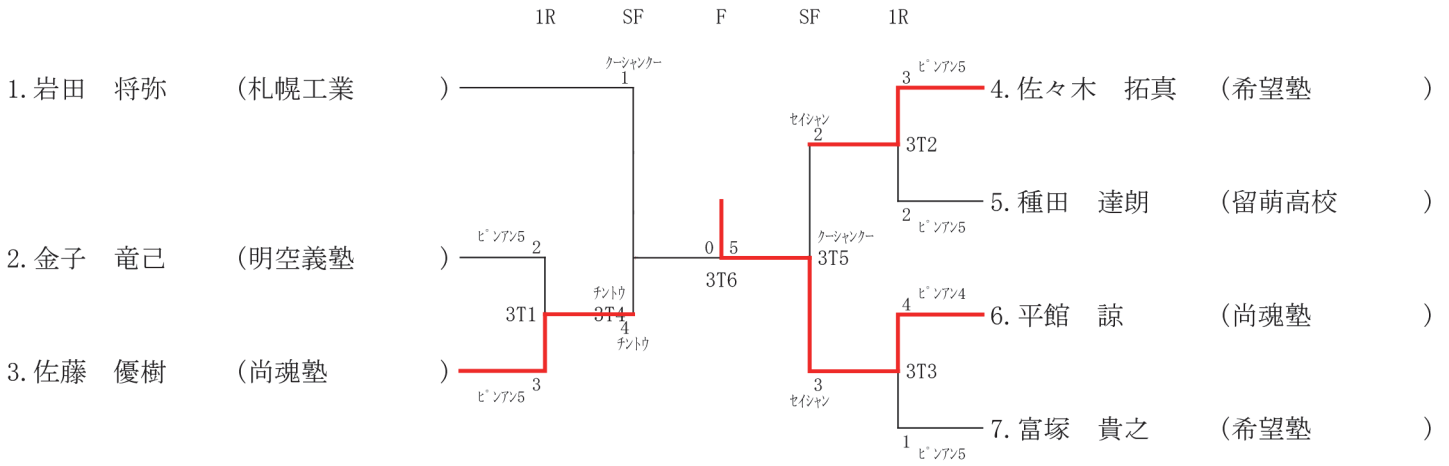 1R SF F SF 1R
クーシャンクー
1
1. 岩田 将弥 (札幌工業 )
ピンアン5
3
4. 佐々木 拓真 (希望塾 )
セイシャン
2
3T2
5. 種田 達朗 (留萌高校 )
2
ピンアン5
ピンアン5
2
2. 金子 竜己 (明空義塾 )
0 5
3T6
クーシャンクー
3T5
チントウ
3T1
3T4
4
チントウ
ピンアン4
4
6. 平館 諒 (尚魂塾 )
3. 佐藤 優樹 (尚魂塾 )
3
ピンアン5
3T3
3
セイシャン
7. 富塚 貴之 (希望塾 )
1
ピンアン5